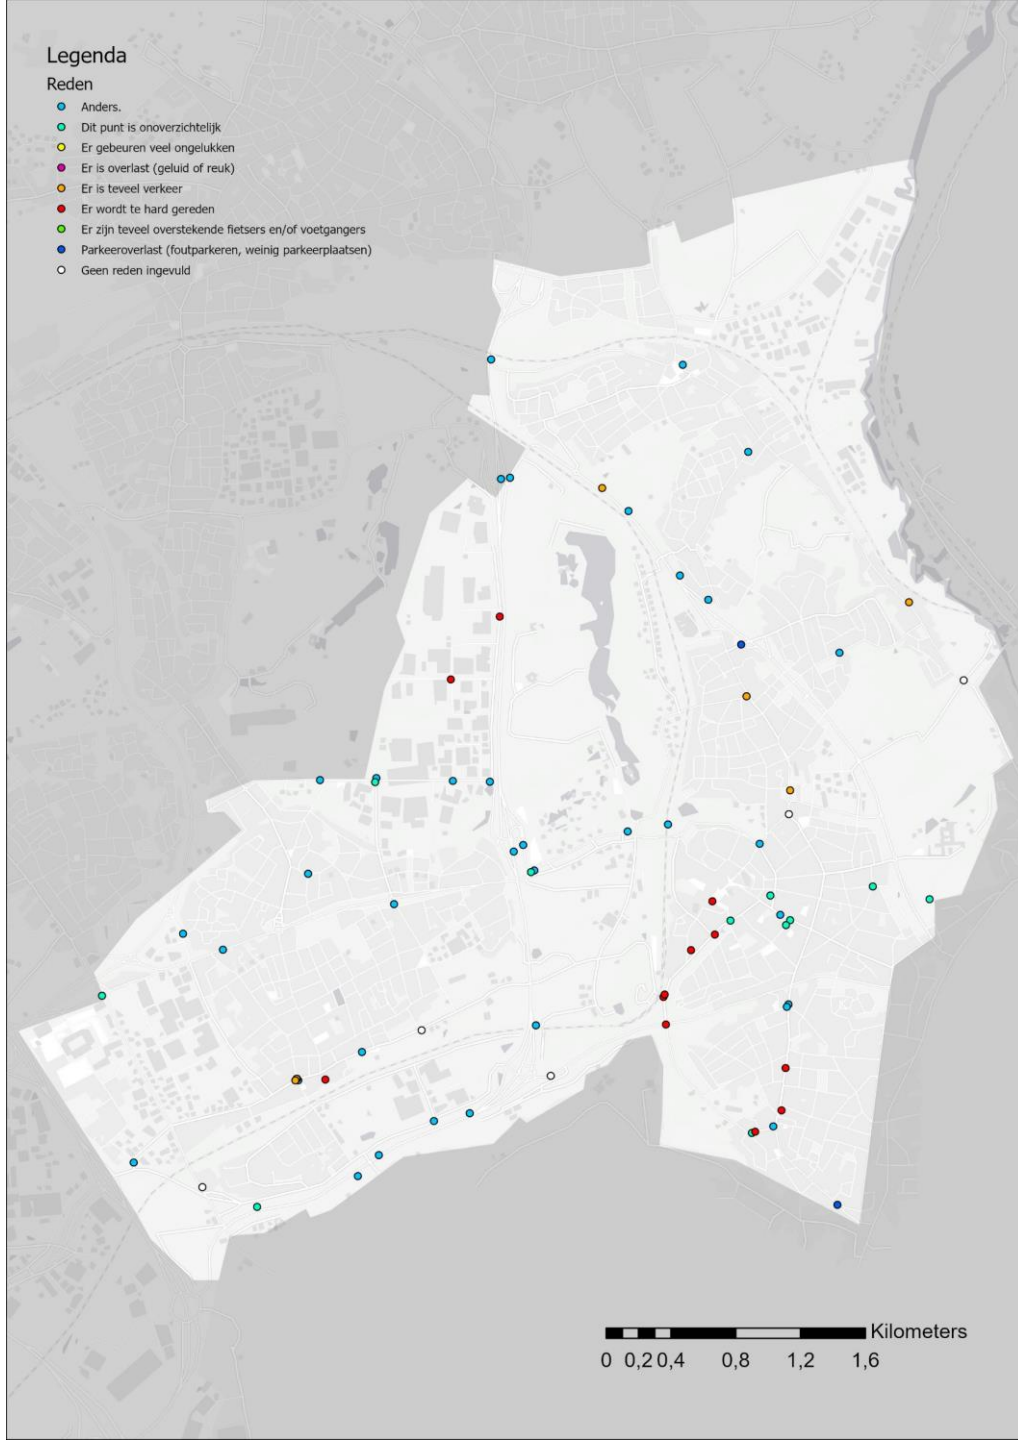 Legenda
Reden
Anders.
Dit punt is onoverzichtelijk
Er gebeuren veel ongelukken
Er is overlast (geluid of reuk)
Er is teveel verkeer
Er wordt te hard gereden
Er zijn teveel overstekende fietsers en/of voetgangers
Parkeeroverlast (foutparkeren, weinig parkeerplaatsen)
Geen reden ingevuld
Kilometers
0 0,2 0,4 0,8 1,2 1,6